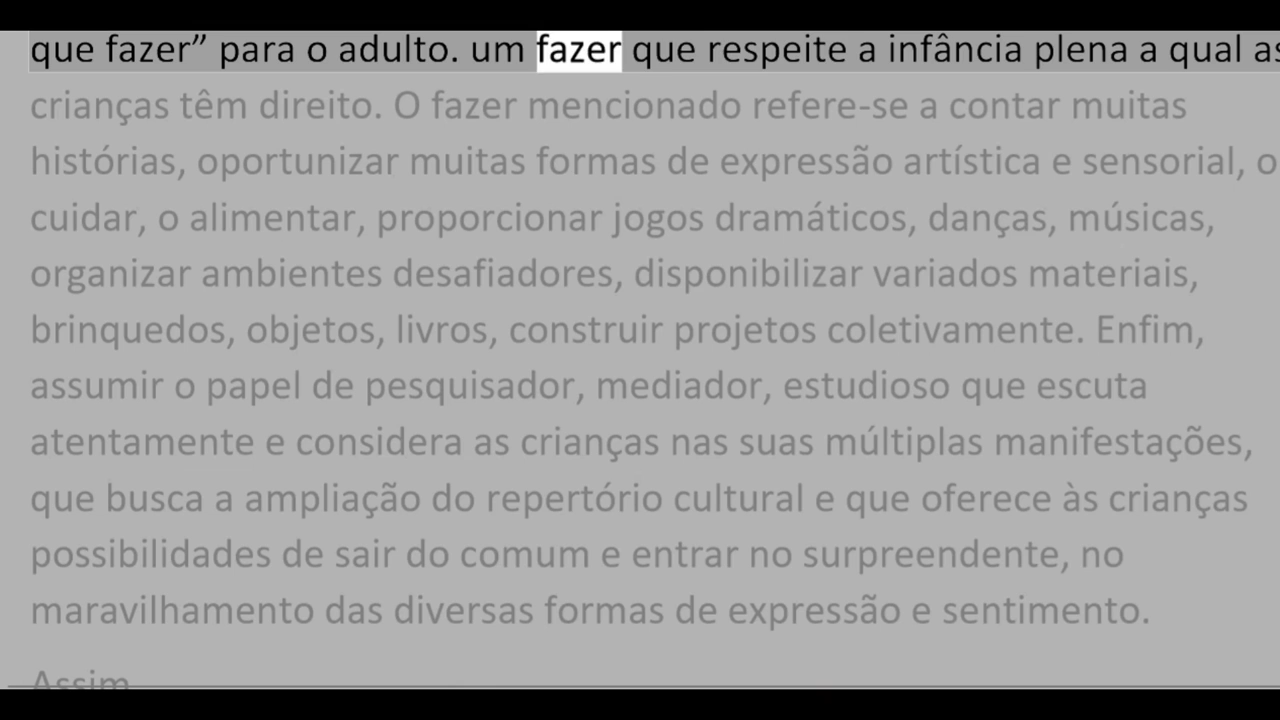 que fazer” para o adulto. um fazer que respeite a infância plena a qual as
crianças têm direito. O fazer mencionado refere-se a contar muitas
histórias, oportunizar muitas formas de expressão artística e sensorial, o
cuidar, o alimentar, proporcionar jogos dramáticos, danças, músicas,
organizar ambientes desafiadores, disponibilizar variados materiais,
brinquedos, objetos, livros, construir projetos coletivamente. Enfim,
assumir o papel de pesquisador, mediador, estudioso que escuta
atentamente e considera as crianças nas suas múltiplas manifestações,
que busca a ampliação do repertório cultural e que oferece às crianças
possibilidades de sair do comum e entrar no surpreendente, no
maravilhamento das diversas formas de expressão e sentimento.
Assim